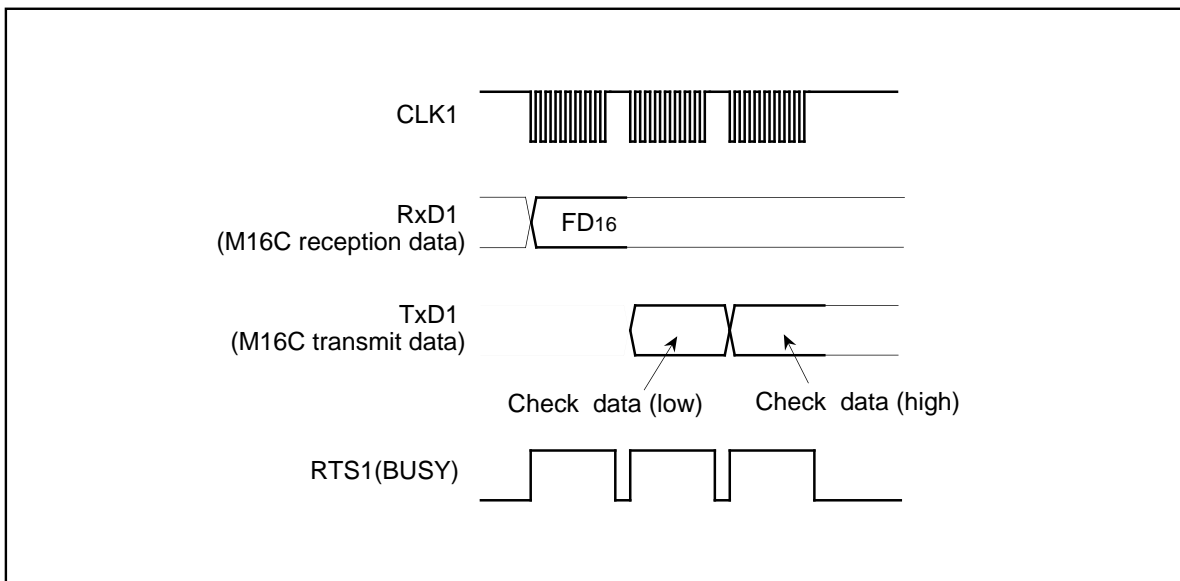 CLK1
RxD1
(M16C reception data)
FD16
TxD1
(M16C transmit data)
Check data (low)
Check data (high)
RTS1(BUSY)